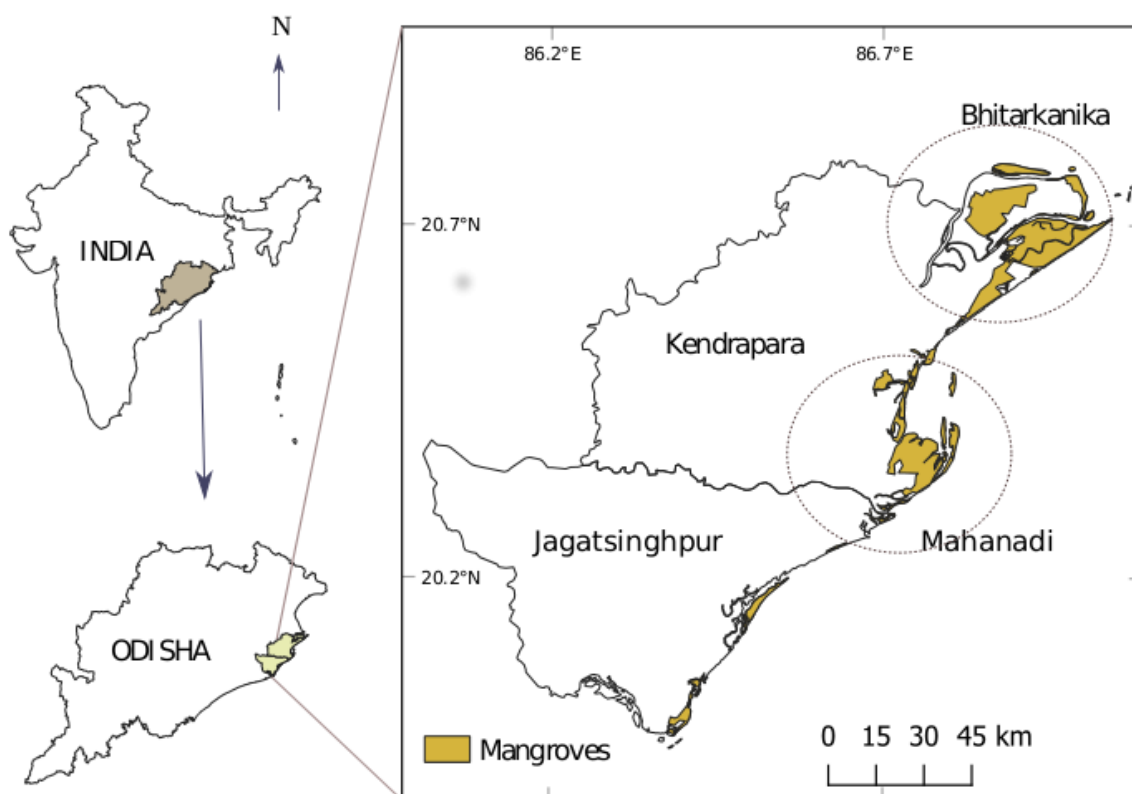 N
INDIA
ODISHA
86.2°E
86.7°E
Bhitarkanika
20.7°N
Kendrapara
Jagatsinghpur
Mahanadi
20.2°N
Mangroves
0 15 30 45 km